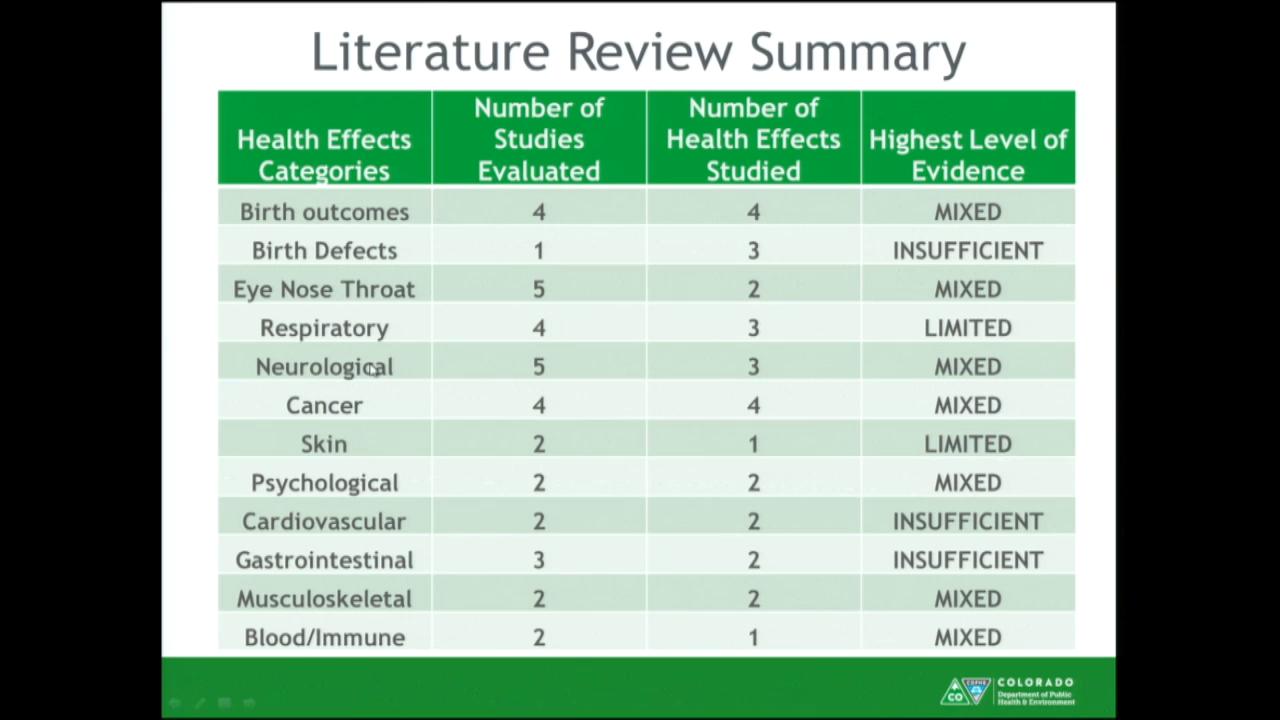 Literature Review Summary
Health Effects Categories | Number of Studies Evaluated | Number of Health Effects Studied | Highest Level of Evidence
Birth outcomes 4 4 MIXED
Birth Defects 1 3 INSUFFICIENT
Eye Nose Throat 5 2 MIXED
Respiratory 4 3 LIMITED
Neurological 5 3 MIXED
Cancer 4 4 MIXED
Skin 2 1 LIMITED
Psychological 2 2 MIXED
Cardiovascular 2 2 INSUFFICIENT
Gastrointestinal 3 2 INSUFFICIENT
Musculoskeletal 2 2 MIXED
Blood/Immune 2 1 MIXED
CO
CDPHE
COLORADO
Department of Public
Health & Environment